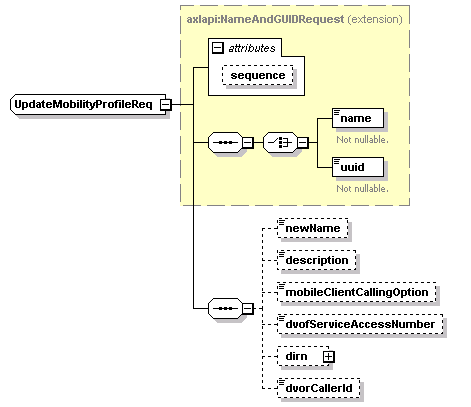 axlapi:NameAndGUIDRequest (extension)
attributes
sequence
UpdateMobilityProfileReq
name
Not nullable.
uuid
Not nullable.
newName
description
mobileClientCallingOption
dvofServiceAccessNumber
dirn
dvorCallerId